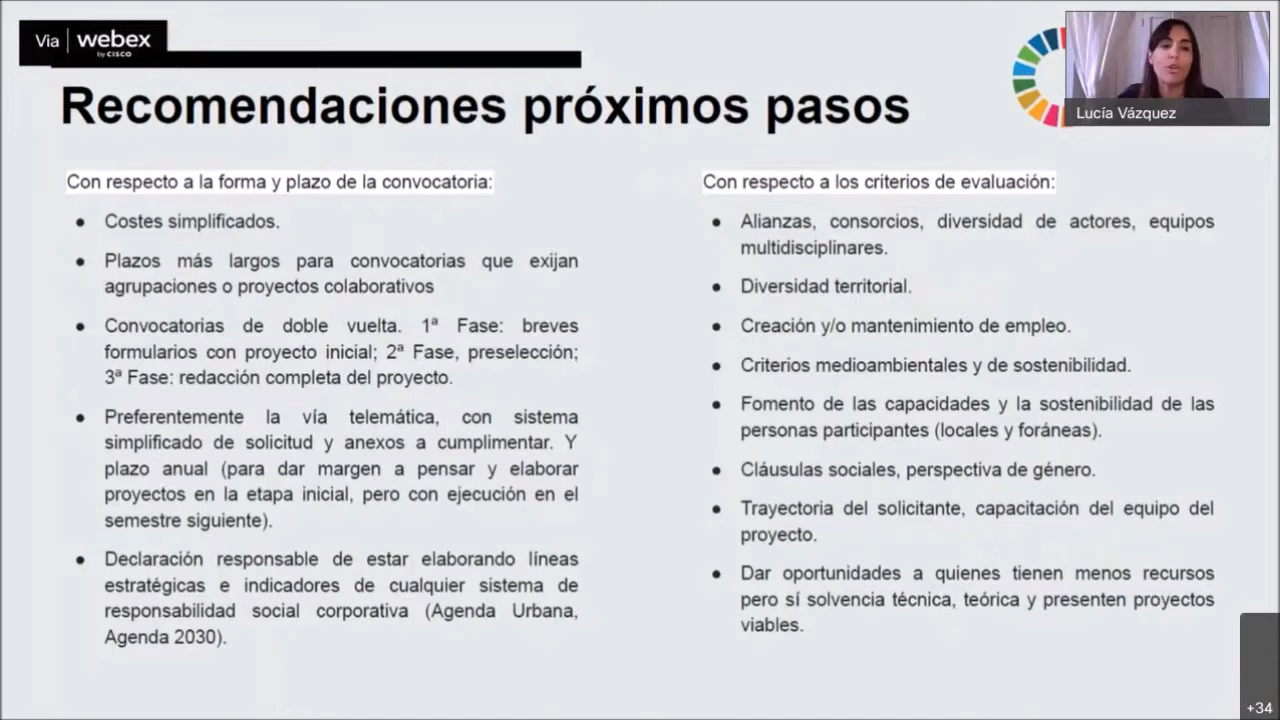 Via webex
by CISCO
Lucía Vázquez
Recomendaciones próximos pasos
Con respecto a la forma y plazo de la convocatoria:
● Costes simplificados.
● Plazos más largos para convocatorias que exijan
agrupaciones o proyectos colaborativos
● Convocatorias de doble vuelta. 1ª Fase: breves
formularios con proyecto inicial; 2ª Fase, preselección;
3ª Fase: redacción completa del proyecto.
● Preferentemente la vía telemática, con sistema
simplificado de solicitud y anexos a cumplimentar. Y
plazo anual (para dar margen a pensar y elaborar
proyectos en la etapa inicial, pero con ejecución en el
semestre siguiente).
● Declaración responsable de estar elaborando líneas
estratégicas e indicadores de cualquier sistema de
responsabilidad social corporativa (Agenda Urbana,
Agenda 2030).
Con respecto a los criterios de evaluación:
● Alianzas, consorcios, diversidad de actores, equipos
multidisciplinares.
● Diversidad territorial.
● Creación y/o mantenimiento de empleo.
● Criterios medioambientales y de sostenibilidad.
● Fomento de las capacidades y la sostenibilidad de las
personas participantes (locales y foráneas).
● Cláusulas sociales, perspectiva de género.
● Trayectoria del solicitante, capacitación del equipo del
proyecto.
● Dar oportunidades a quienes tienen menos recursos
pero sí solvencia técnica, teórica y presenten proyectos
viables.
+34